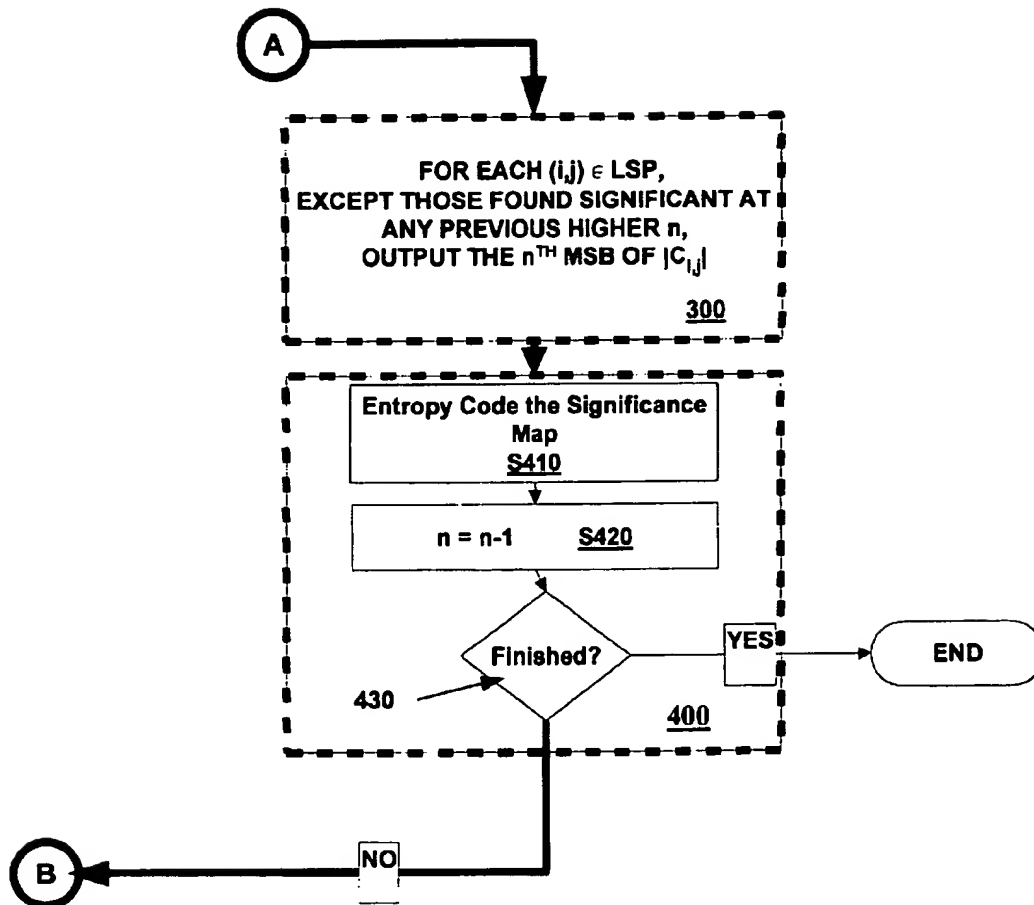 A
FOR EACH (i,j) ∈ LSP,
EXCEPT THOSE FOUND SIGNIFICANT AT
ANY PREVIOUS HIGHER n,
OUTPUT THE nTH MSB OF |Ci,j|
300
Entropy Code the Significance
Map
S410
n = n-1 S420
Finished?
YES
END
430
400
NO
B